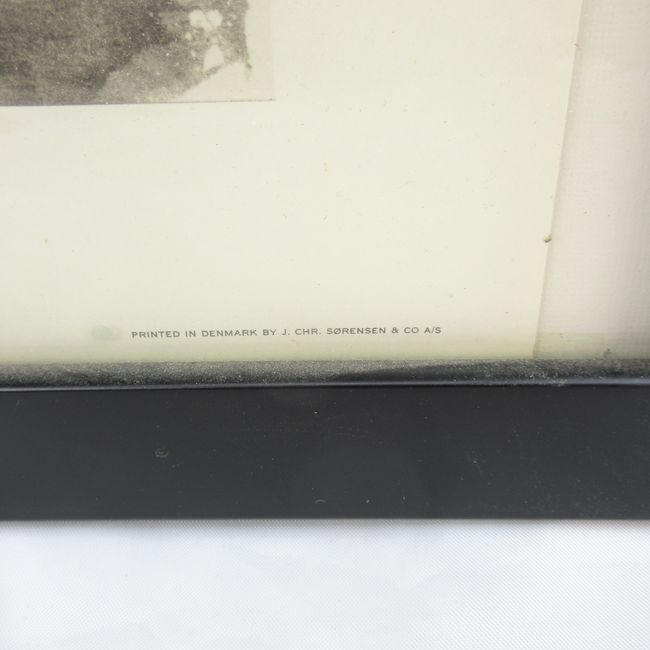 PRINTED IN DENMARK BY J. CHR. SØRENSEN & CO A/S